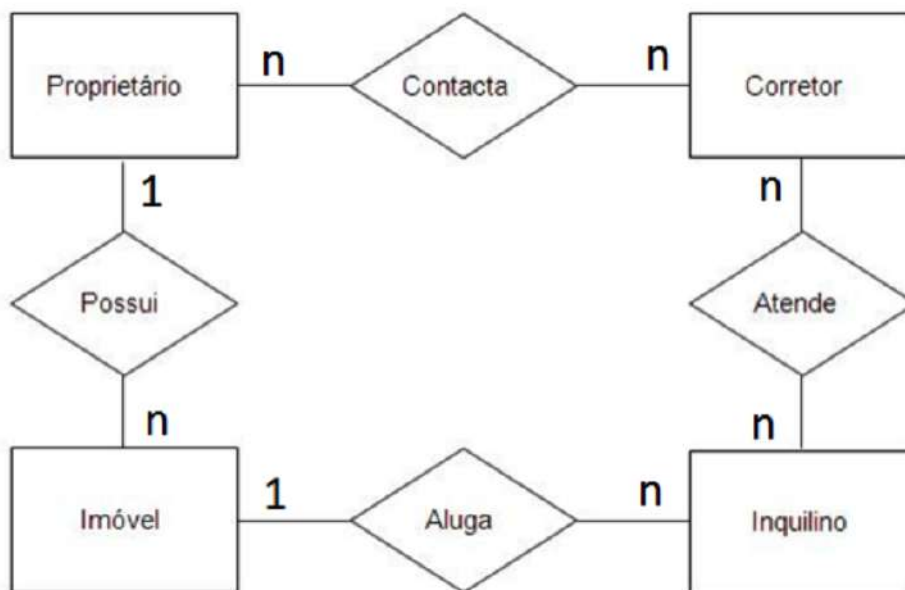 Proprietário
n
Contacta
n
Corretor
1
n
Possui
Atende
n
n
Imóvel
1
Aluga
n
Inquilino